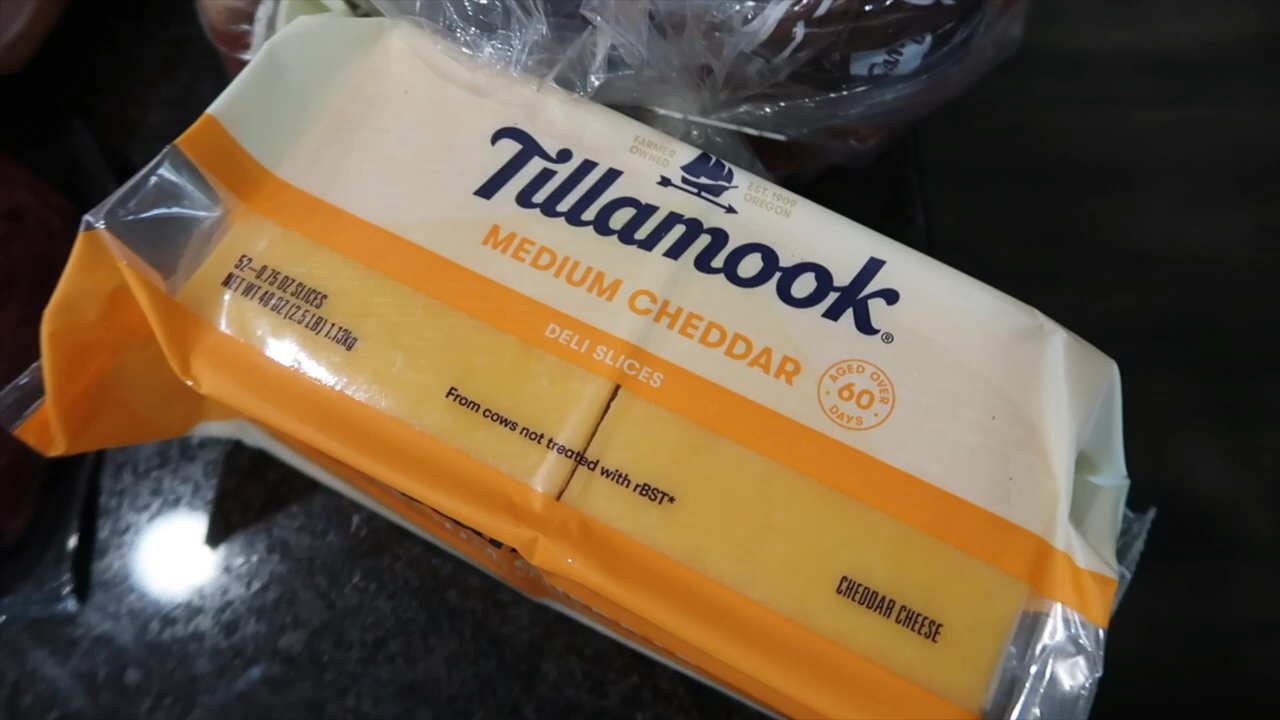 FARMER
OWNED
EST. 1909
OREGON
Tillamook®
MEDIUM CHEDDAR
DELI SLICES
AGED OVER
60
DAYS
52—0.75 OZ SLICES
NET WT 40 OZ (2.5 LB) 1.13kg
From cows not treated with rBST*
CHEDDAR CHEESE